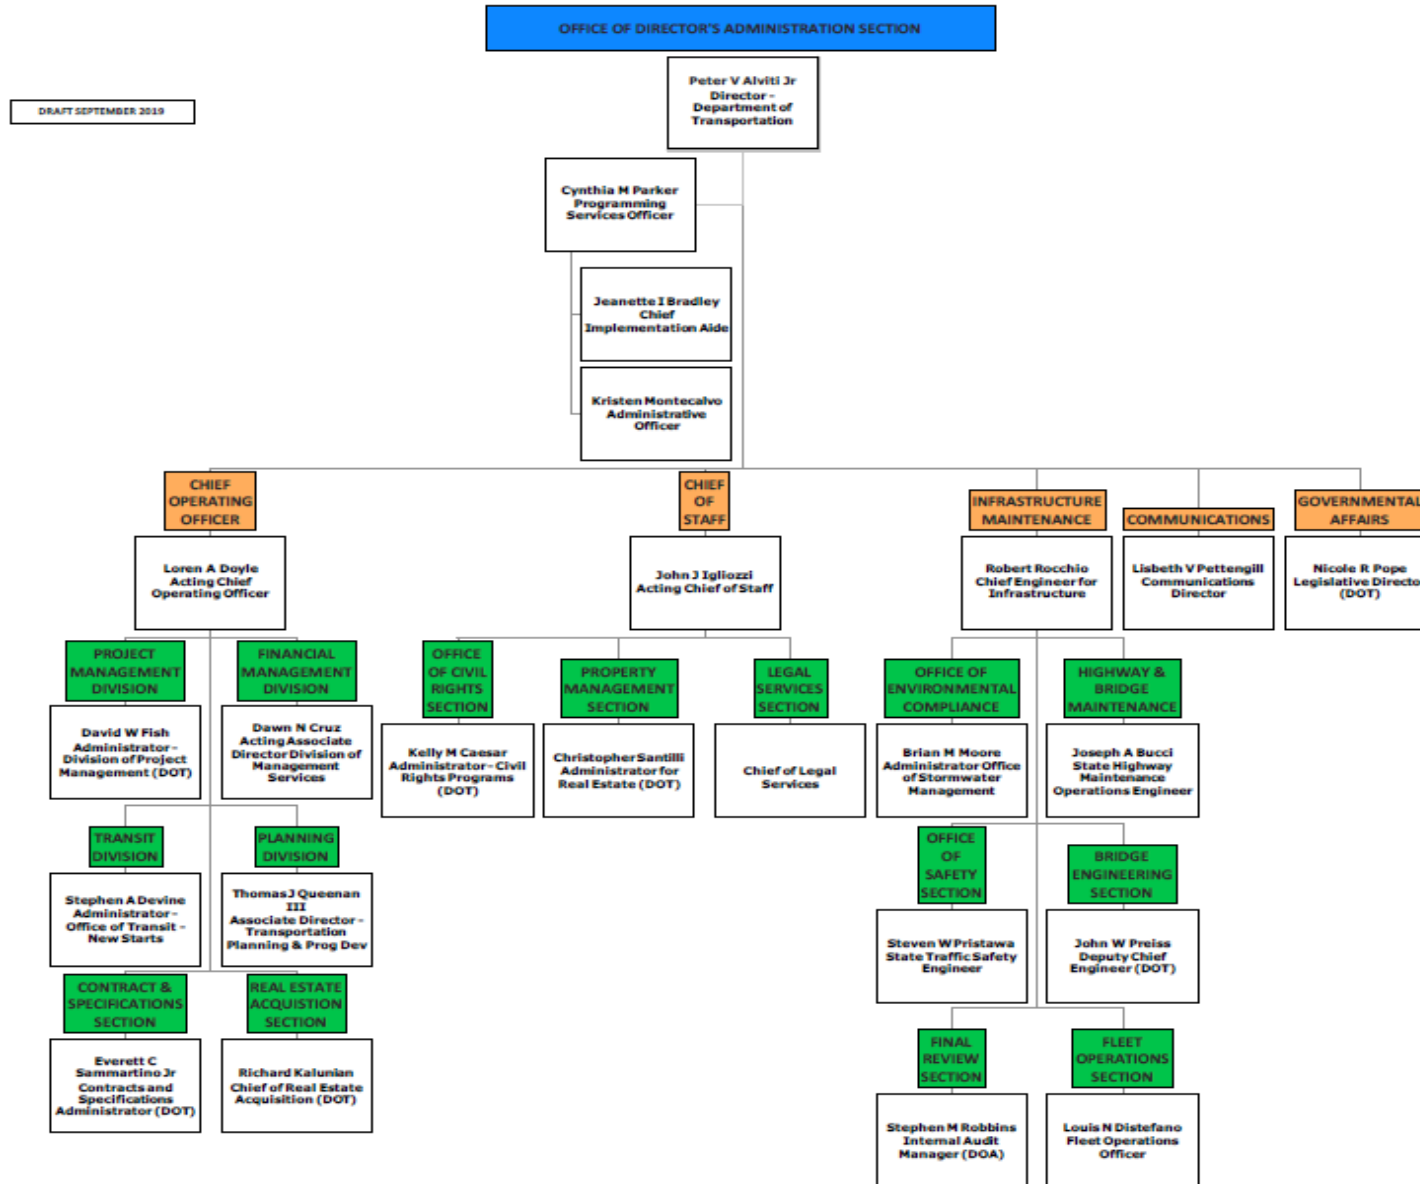 OFFICE OF DIRECTOR'S ADMINISTRATION SECTION
Peter V Alviti Jr
Director -
Department of
Transportation
DRAFT SEPTEMBER 2019
Cynthia M Parker
Programming
Services Officer
Jeanette I Bradley
Chief
Implementation Aide
Kristen Montecalvo
Administrative
Officer
CHIEF
OPERATING
OFFICER
Loren A Doyle
Acting Chief
Operating Officer
CHIEF
OF
STAFF
John J Igliozzi
Acting Chief of Staff
INFRASTRUCTURE
MAINTENANCE
Robert Rocchio
Chief Engineer for
Infrastructure
COMMUNICATIONS
Lisbeth V Pettengill
Communications
Director
GOVERNMENTAL
AFFAIRS
Nicole R Pope
Legislative Directo
(DOT)
PROJECT
MANAGEMENT
DIVISION
David W Fish
Administrator -
Division of Project
Management (DOT)
FINANCIAL
MANAGEMENT
DIVISION
Dawn N Cruz
Acting Associate
Director Division of
Management
Services
TRANSIT
DIVISION
Stephen A Devine
Administrator -
Office of Transit -
New Starts
PLANNING
DIVISION
Thomas J Queenan
III
Associate Director -
Transportation
Planning & Prog Dev
CONTRACT &
SPECIFICATIONS
SECTION
Everett C
Sammartino Jr
Contracts and
Specifications
Administrator (DOT)
REAL ESTATE
ACQUISTION
SECTION
Richard Kalunian
Chief of Real Estate
Acquisition (DOT)
OFFICE
OF CIVIL
RIGHTS
SECTION
Kelly M Caesar
Administrator - Civil
Rights Programs
(DOT)
PROPERTY
MANAGEMENT
SECTION
Christopher Santilli
Administrator for
Real Estate (DOT)
LEGAL
SERVICES
SECTION
Chief of Legal
Services
OFFICE OF
ENVIRONMENTAL
COMPLIANCE
Brian M Moore
Administrator Office
of Stormwater
Management
HIGHWAY &
BRIDGE
MAINTENANCE
Joseph A Bucci
State Highway
Maintenance
Operations Engineer
OFFICE
OF
SAFETY
SECTION
Steven W Pristawa
State Traffic Safety
Engineer
BRIDGE
ENGINEERING
SECTION
John W Preiss
Deputy Chief
Engineer (DOT)
FINAL
REVIEW
SECTION
Stephen M Robbins
Internal Audit
Manager (DOA)
FLEET
OPERATIONS
SECTION
Louis N Distefano
Fleet Operations
Officer